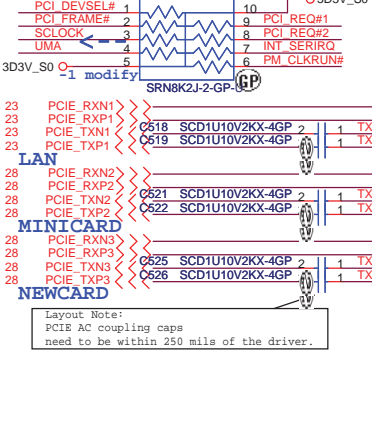 PCI_DEVSEL# 1 10 3D3V_S0
PCI_FRAME# 2 9 PCI_REQ#1
SCLOCK 3 8 PCI_REQ#2
UMA 4 7 INT_SERIRQ
3D3V_S0 5 6 PM_CLKRUN#
-1 modify
SRN8K2J-2-GP-U
GP
23 PCIE_RXN1
23 PCIE_RXP1
23 PCIE_TXN1 C518 SCD1U10V2KX-4GP 2 1 TX
23 PCIE_TXP1 C519 SCD1U10V2KX-4GP 1 TX
LAN
28 PCIE_RXN2
28 PCIE_RXP2
28 PCIE_TXN2 C521 SCD1U10V2KX-4GP 2 1 TX
28 PCIE_TXP2 C522 SCD1U10V2KX-4GP 1 TX
MINICARD
28 PCIE_RXN3
28 PCIE_RXP3
28 PCIE_TXN3 C525 SCD1U10V2KX-4GP 2 1 TX
28 PCIE_TXP3 C526 SCD1U10V2KX-4GP 1 TX
NEWCARD
Layout Note:
PCIE AC coupling caps
need to be within 250 mils of the driver.